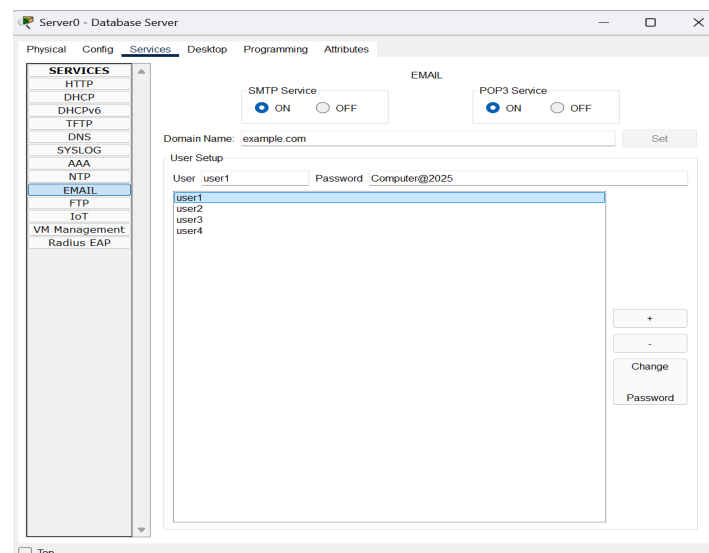 Server0 - Database Server
Physical Config Services Desktop Programming Attributes
SERVICES
HTTP
DHCP
DHCPv6
TFTP
DNS
SYSLOG
AAA
NTP
EMAIL
FTP
IoT
VM Management
Radius EAP
EMAIL
SMTP Service
ON OFF
POP3 Service
ON OFF
Domain Name: example.com Set
User Setup
User user1 Password Computer@2025
user1
user2
user3
user4
+
-
Change
Password
Top